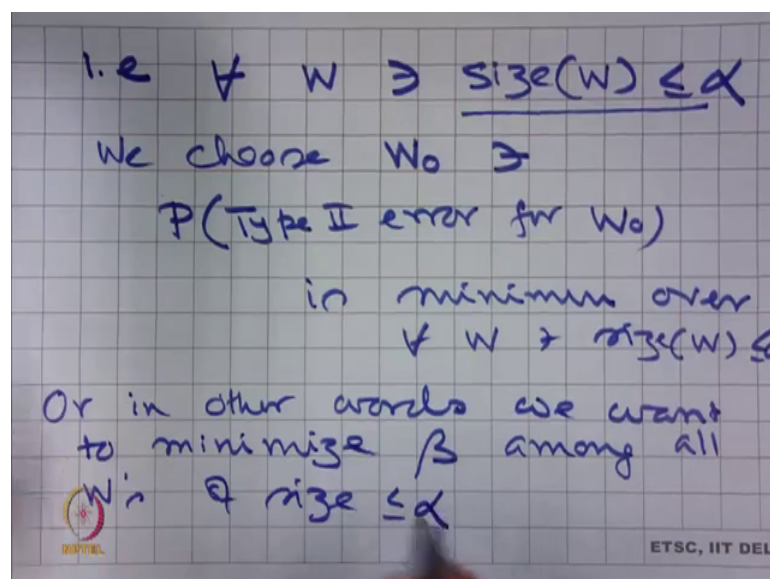 i.e ∀ W ∋ size(W) ≤ α
We choose W₀ ∋
P(Type II error for W₀)
is minimum over
∀ W ∋ size(W) ≤
Or in other words we want
to minimize β among all
W's of size ≤ α
NPTEL
ETSC, IIT DEL